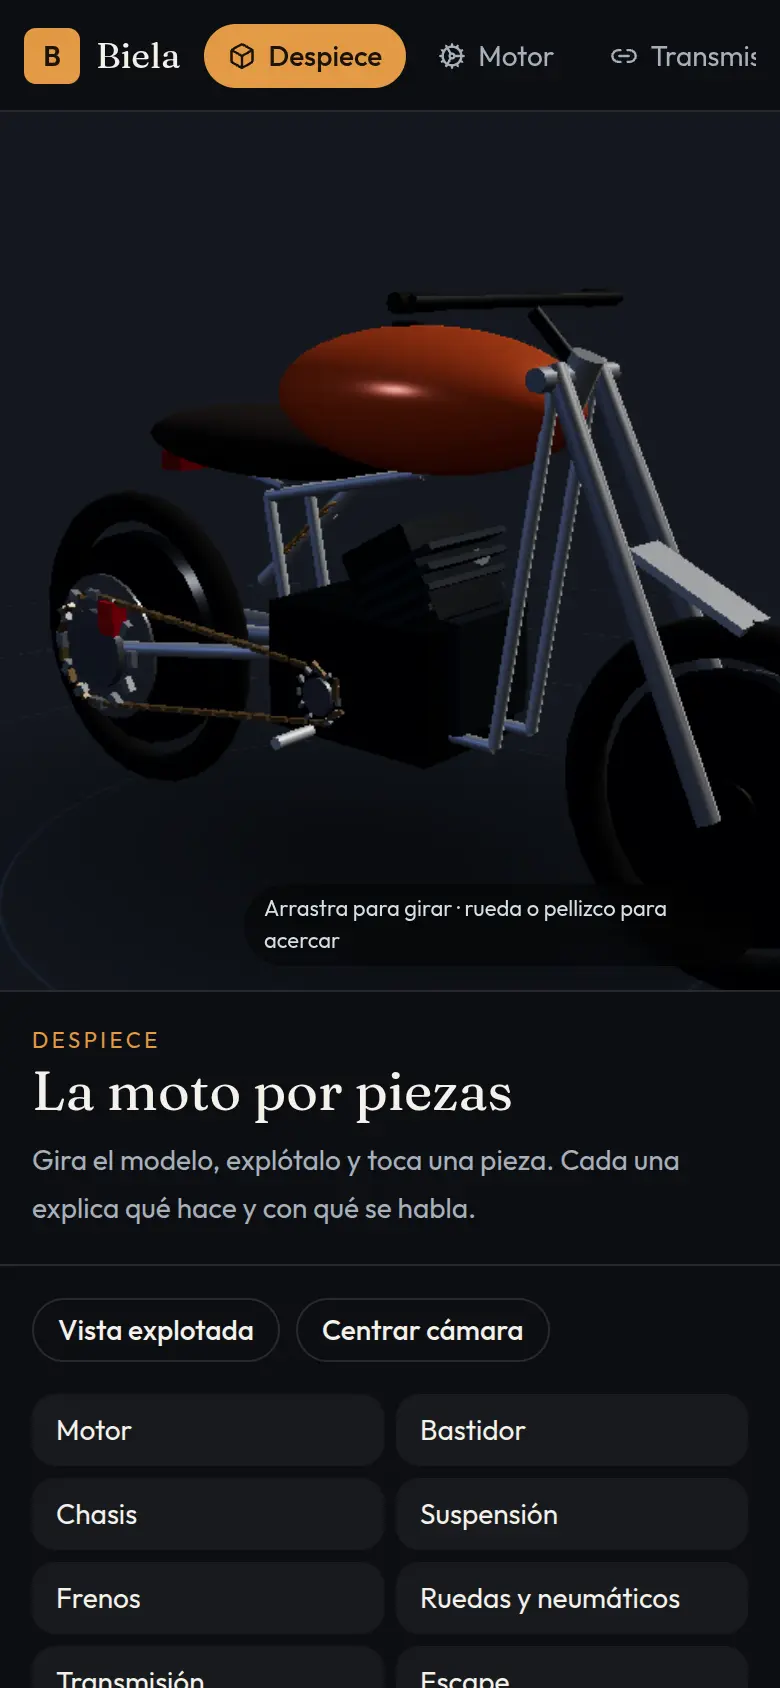 B Biela Despiece Motor Transmis
Arrastra para girar · rueda o pellizco para
acercar
DESPIECE
La moto por piezas
Gira el modelo, explótalo y toca una pieza. Cada una
explica qué hace y con qué se habla.
Vista explotada Centrar cámara
Motor Bastidor
Chasis Suspensión
Frenos Ruedas y neumáticos
Transmisión Escape